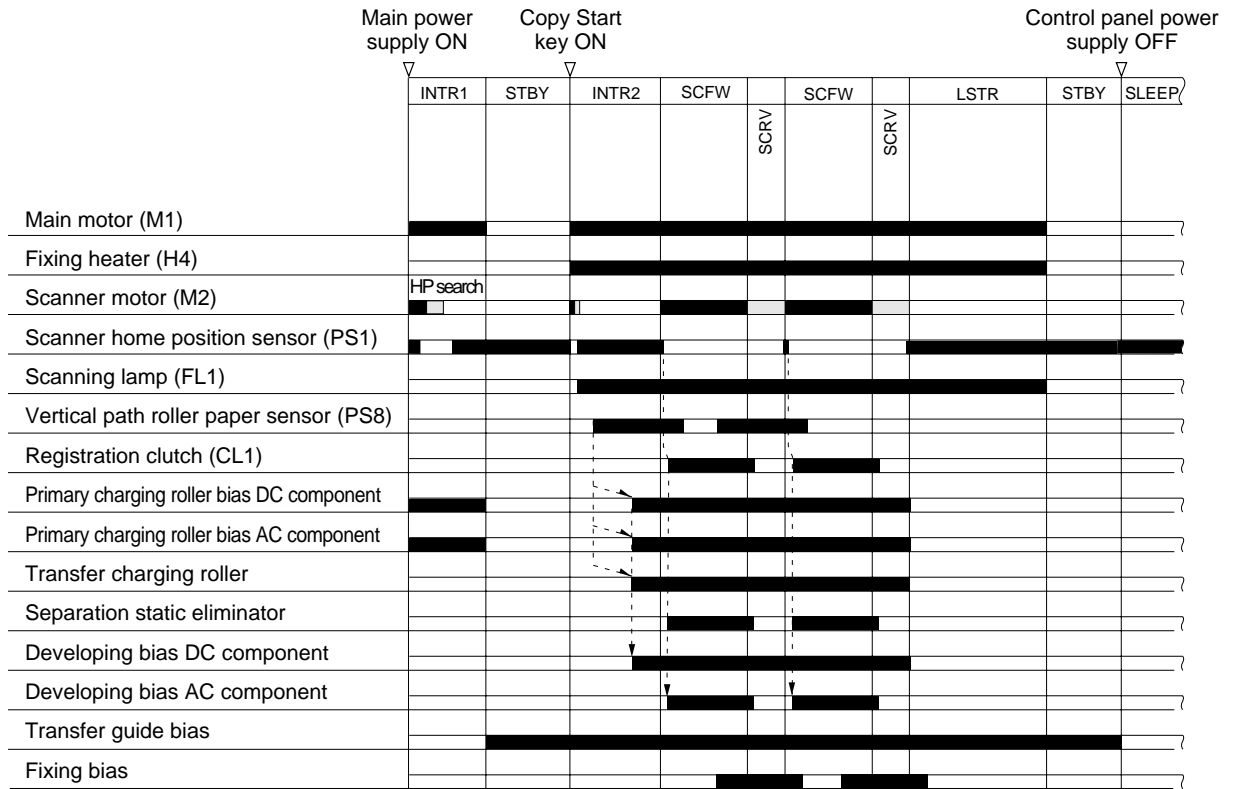 Main power
supply ON
Copy Start
key ON
Control panel power
supply OFF
INTR1 STBY INTR2 SCFW SCFW LSTR STBY SLEEP
SCRV SCRV
Main motor (M1)
Fixing heater (H4)
HP search
Scanner motor (M2)
Scanner home position sensor (PS1)
Scanning lamp (FL1)
Vertical path roller paper sensor (PS8)
Registration clutch (CL1)
Primary charging roller bias DC component
Primary charging roller bias AC component
Transfer charging roller
Separation static eliminator
Developing bias DC component
Developing bias AC component
Transfer guide bias
Fixing bias